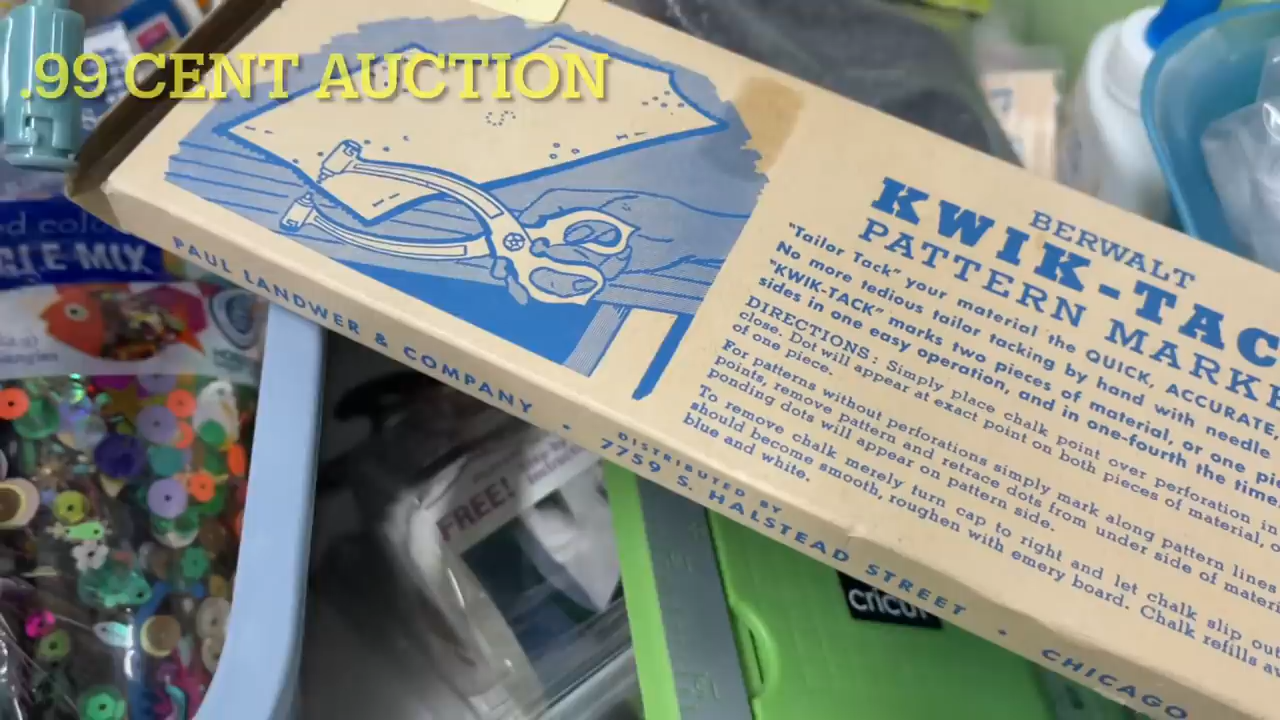 .99 CENT AUCTION
BERWALT
KWIK-TAC
PATTERN MARKE
"Tailor Tack" your material the QUICK, ACCURATE,
No more tedious tailor tacking by hand with needle
"KWIK-TACK" marks two pieces of material, or one pie
sides in one easy operation, and in one-fourth the time.
DIRECTIONS: Simply place chalk point over perforation in
close. Dot will appear at exact point on both pieces of material, o
of one piece.
For patterns without perforations simply mark along pattern lines
points, remove pattern and retrace dots from under side of materi
ponding dots will appear on pattern side.
To remove chalk merely turn cap to right and let chalk slip out
should become smooth, roughen with emery board. Chalk refills av
blue and white.
PAUL LANDWER & COMPANY • DISTRIBUTED BY
7759 S. HALSTEAD STREET • CHICAGO
GLE MIX
FREE!
cricut